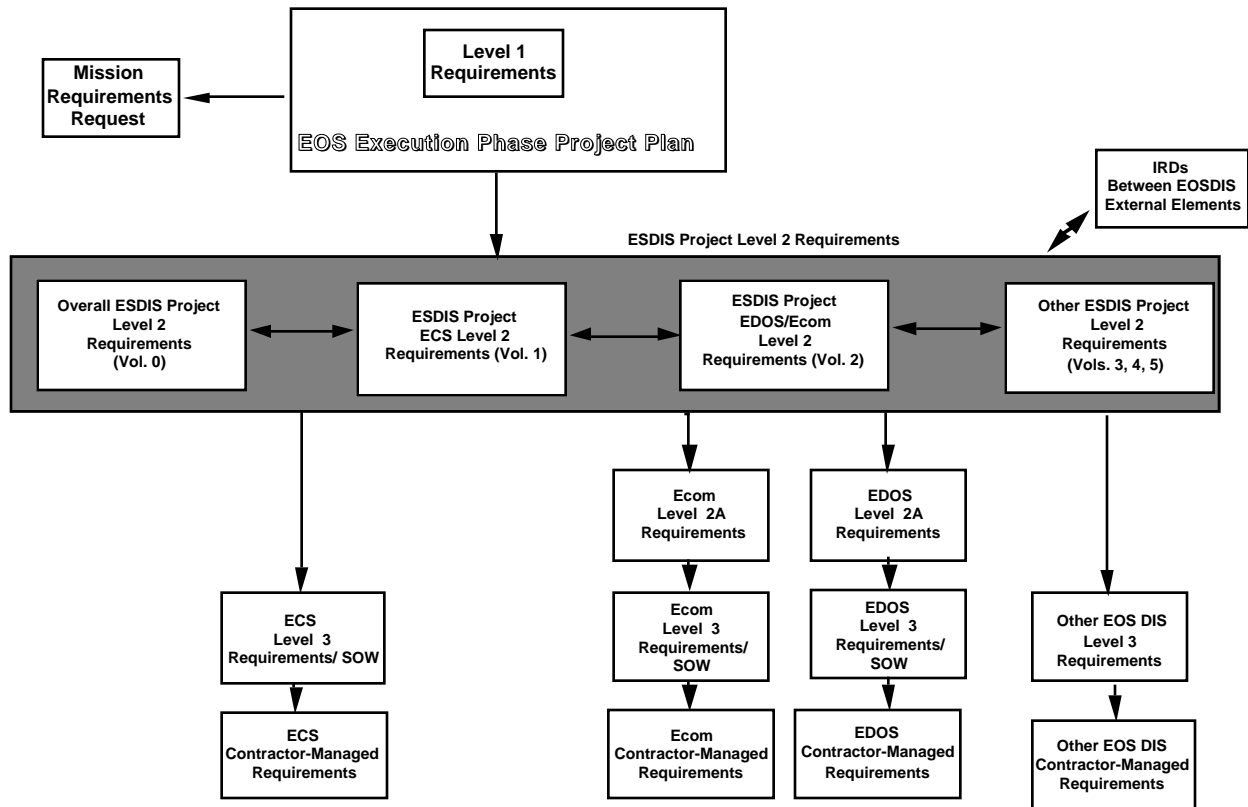 Level 1
Requirements
Mission
Requirements
Request
EOS Execution Phase Project Plan
IRDs
Between EOSDIS
External Elements
ESDIS Project Level 2 Requirements
Overall ESDIS Project
Level 2
Requirements
(Vol. 0)
ESDIS Project
ECS Level 2
Requirements (Vol. 1)
ESDIS Project
EDOS/Ecom
Level 2
Requirements (Vol. 2)
Other ESDIS Project
Level 2
Requirements
(Vols. 3, 4, 5)
Ecom
Level 2A
Requirements
EDOS
Level 2A
Requirements
ECS
Level 3
Requirements/ SOW
Ecom
Level 3
Requirements/
SOW
EDOS
Level 3
Requirements/
SOW
Other EOS DIS
Level 3
Requirements
ECS
Contractor-Managed
Requirements
Ecom
Contractor-Managed
Requirements
EDOS
Contractor-Managed
Requirements
Other EOS DIS
Contractor-Managed
Requirements